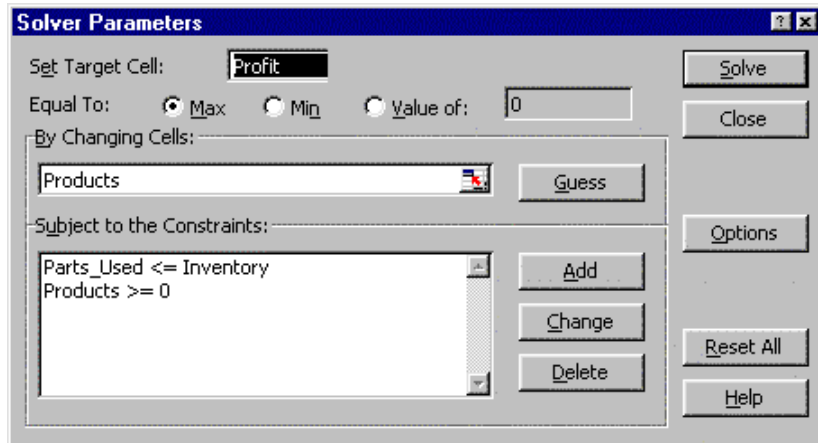 Solver Parameters
Set Target Cell: Profit
Solve
Equal To: Max Min Value of: 0
Close
By Changing Cells:
Products
Guess
Subject to the Constraints:
Options
Parts_Used <= Inventory
Add
Products >= 0
Change
Reset All
Delete
Help